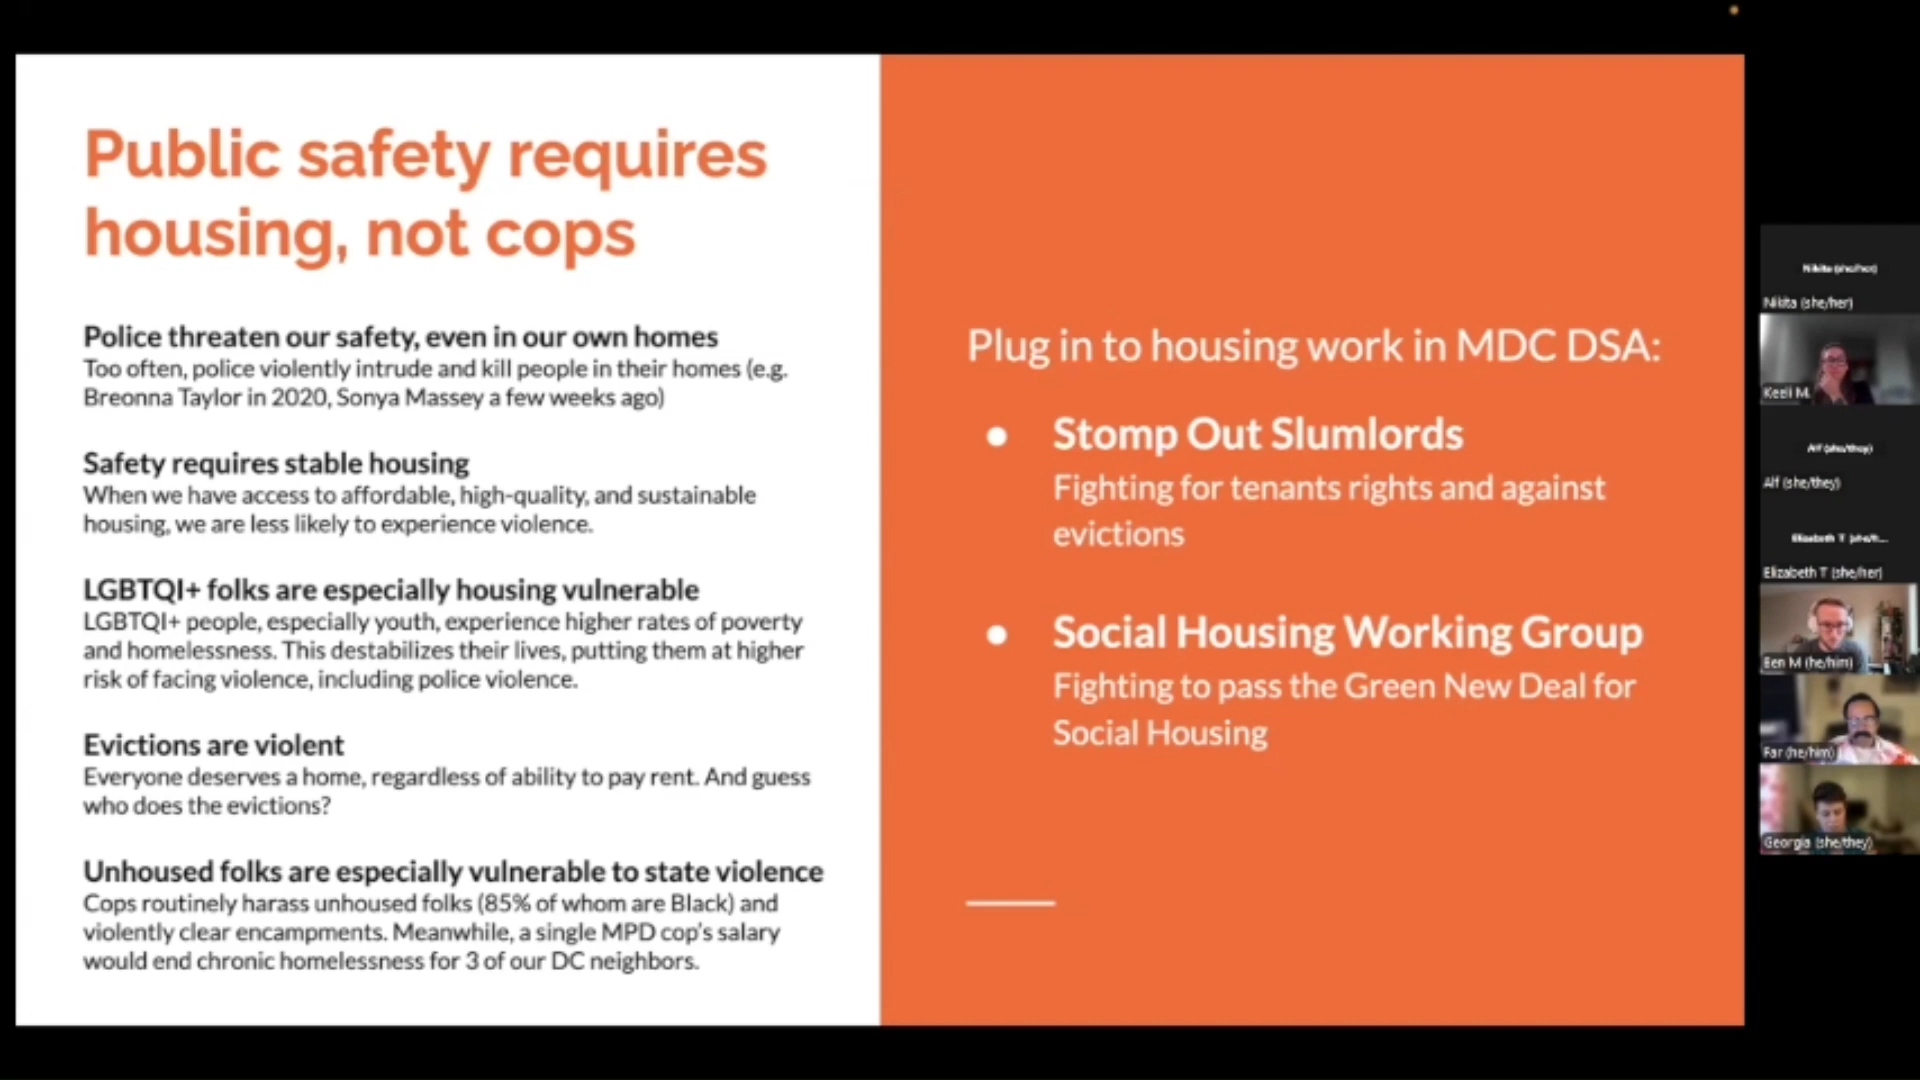 Public safety requires
housing, not cops
Police threaten our safety, even in our own homes
Too often, police violently intrude and kill people in their homes (e.g.
Breonna Taylor in 2020, Sonya Massey a few weeks ago)
Safety requires stable housing
When we have access to affordable, high-quality, and sustainable
housing, we are less likely to experience violence.
LGBTQI+ folks are especially housing vulnerable
LGBTQI+ people, especially youth, experience higher rates of poverty
and homelessness. This destabilizes their lives, putting them at higher
risk of facing violence, including police violence.
Evictions are violent
Everyone deserves a home, regardless of ability to pay rent. And guess
who does the evictions?
Unhoused folks are especially vulnerable to state violence
Cops routinely harass unhoused folks (85% of whom are Black) and
violently clear encampments. Meanwhile, a single MPD cop's salary
would end chronic homelessness for 3 of our DC neighbors.
Plug in to housing work in MDC DSA:
● Stomp Out Slumlords
Fighting for tenants rights and against
evictions
● Social Housing Working Group
Fighting to pass the Green New Deal for
Social Housing
Nikita (she/her)
Nikita (she/her)
Keeli M.
Alf (she/they)
Alf (she/they)
Elizabeth T (she/h...
Elizabeth T (she/her)
Ben M (he/him)
Far (he/him)
Georgia (she/they)